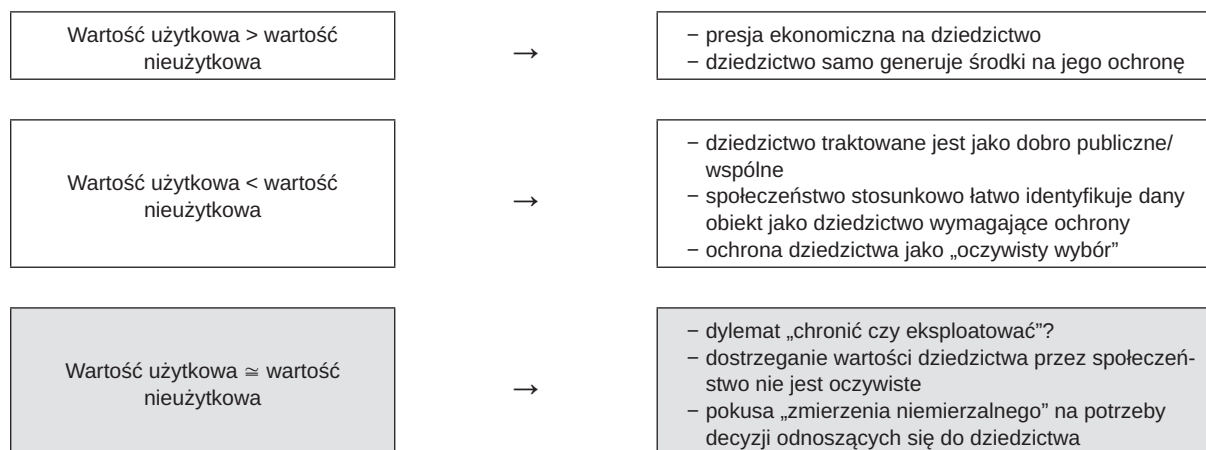 Wartość użytkowa > wartość
nieużytkowa
→
− presja ekonomiczna na dziedzictwo
− dziedzictwo samo generuje środki na jego ochronę
Wartość użytkowa < wartość
nieużytkowa
→
− dziedzictwo traktowane jest jako dobro publiczne/
wspólne
− społeczeństwo stosunkowo łatwo identyfikuje dany
obiekt jako dziedzictwo wymagające ochrony
− ochrona dziedzictwa jako „oczywisty wybór”
Wartość użytkowa ≅ wartość
nieużytkowa
→
− dylemat „chronić czy eksploatować”?
− dostrzeganie wartości dziedzictwa przez społeczeń-
stwo nie jest oczywiste
− pokusa „zmierzenia niemierzalnego” na potrzeby
decyzji odnoszących się do dziedzictwa